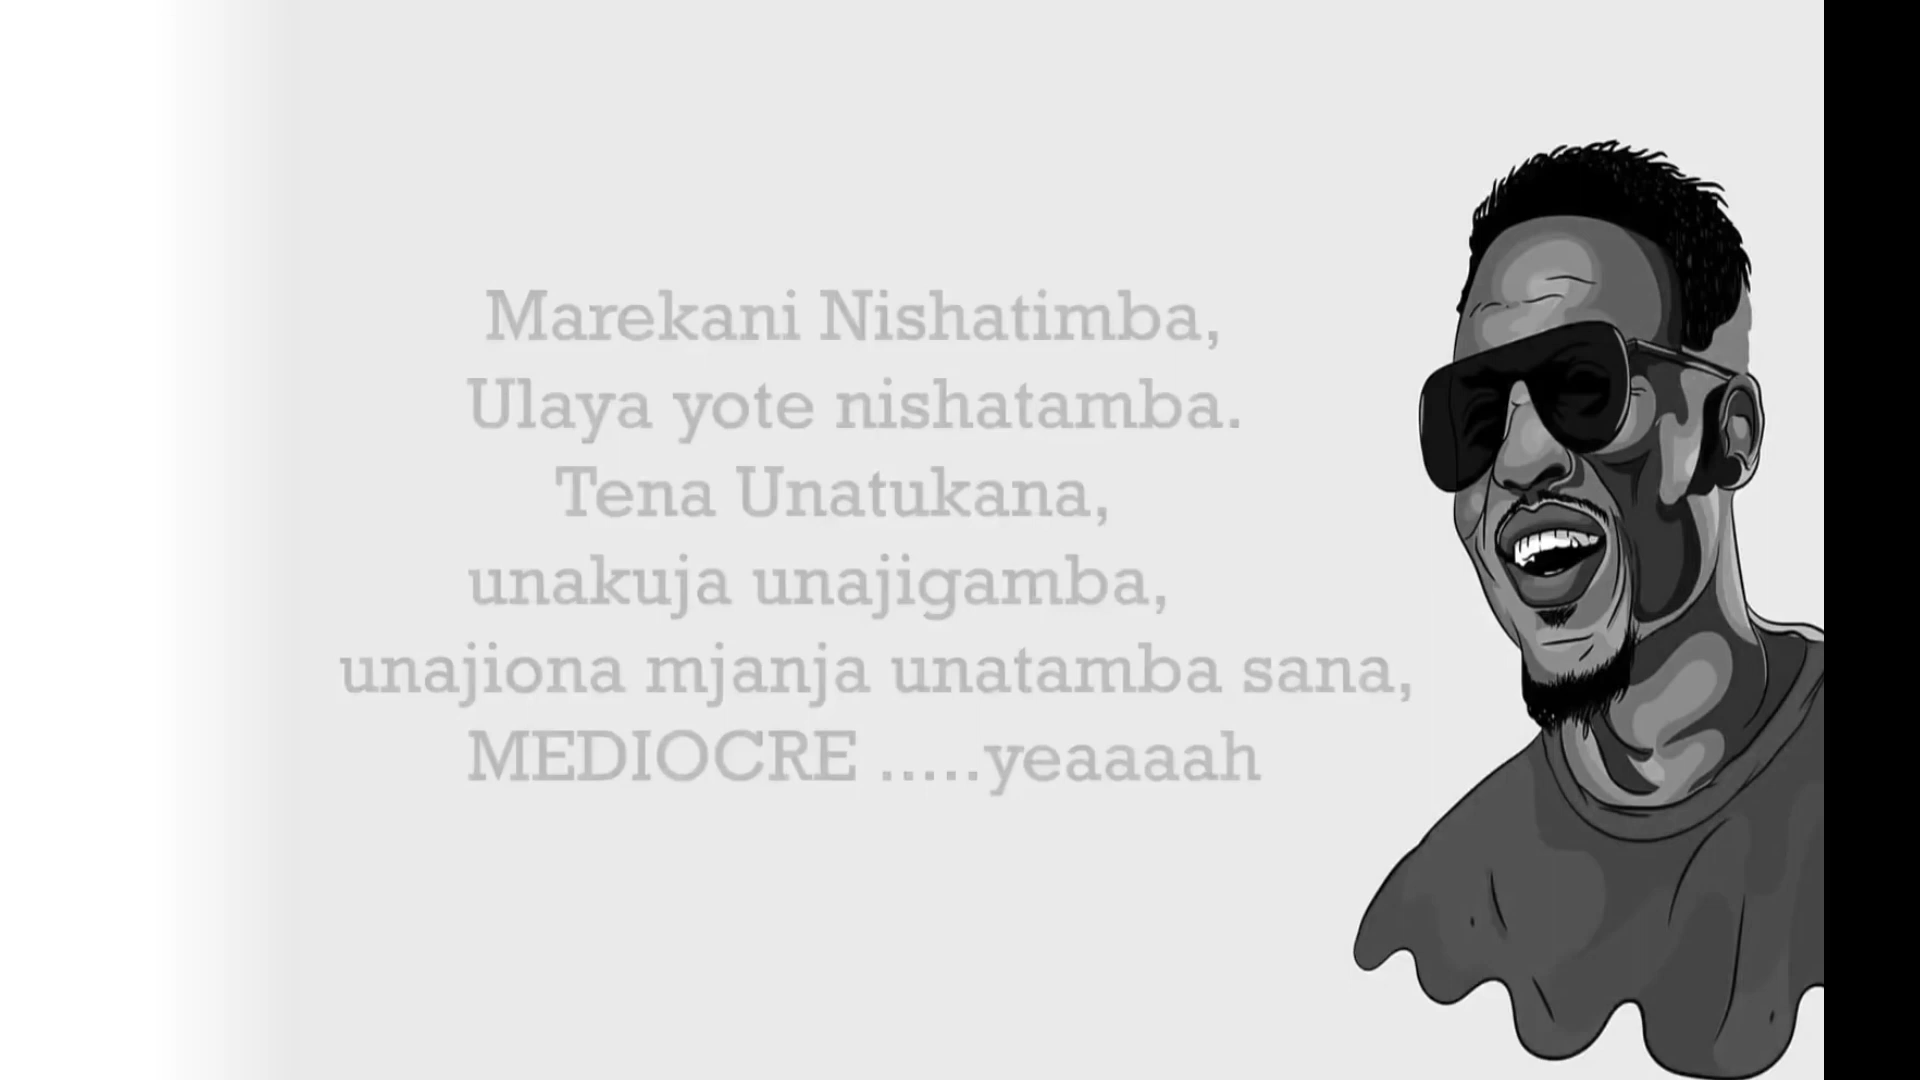 Marekani Nishatimba,
Ulaya yote nishatamba.
Tena Unatukana,
unakuja unajigamba,
unajiona mjanja unatamba sana,
MEDIOCRE .....yeaaaah